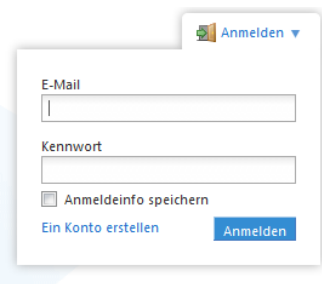 Anmelden
E-Mail
Kennwort
Anmeldeinfo speichern
Ein Konto erstellen
Anmelden